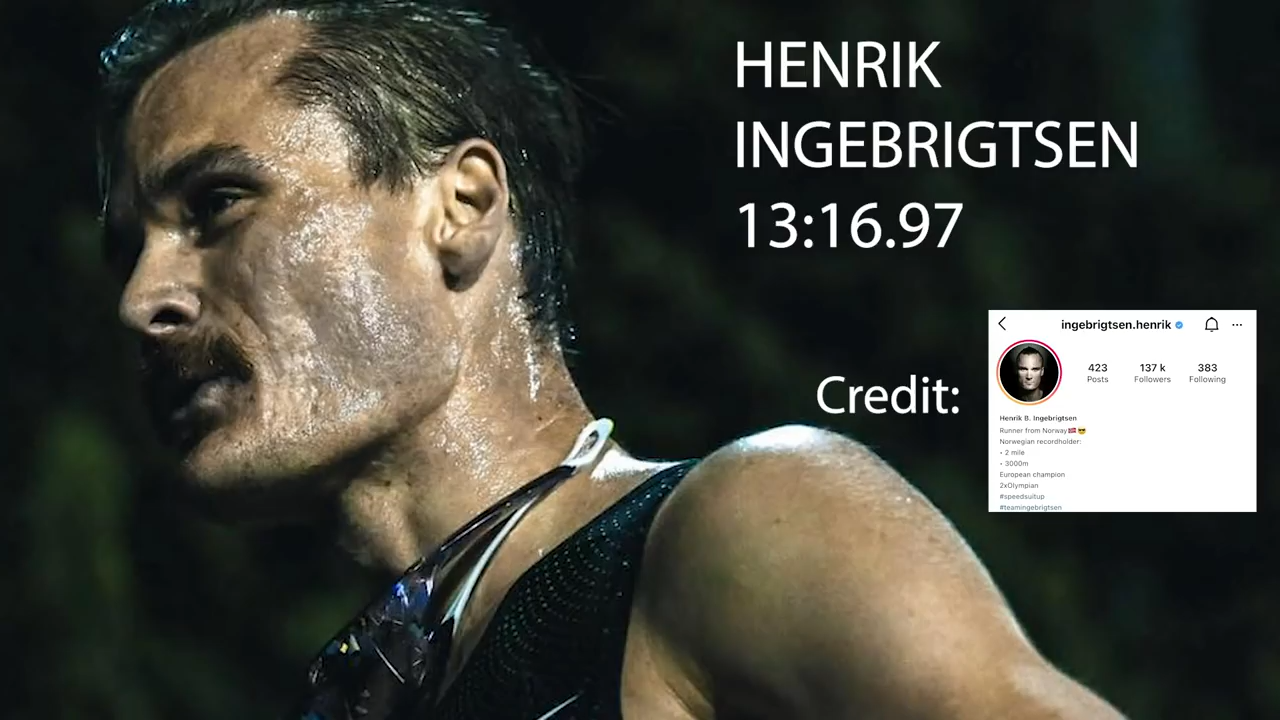 HENRIK
INGEBRIGTSEN
13:16.97
Credit:
ingebrigtsen.henrik
423 137 k 383
Posts Followers Following
Henrik B. Ingebrigtsen
Runner from Norway🇳🇴😎
Norwegian recordholder:
• 2 mile
• 3000m
European champion
2xOlympian
#speedsuitup
#teamingebrigtsen